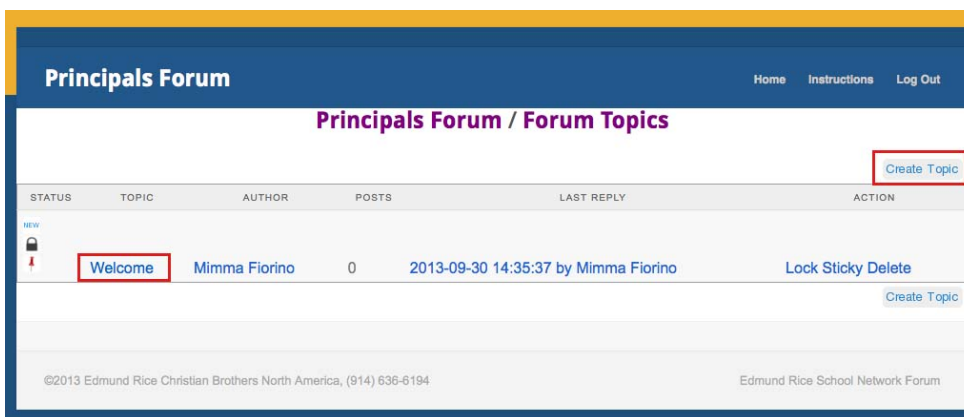 Principals Forum Home Instructions Log Out
Principals Forum / Forum Topics
Create Topic
STATUS TOPIC AUTHOR POSTS LAST REPLY ACTION
NEW
Welcome Mimma Fiorino 0 2013-09-30 14:35:37 by Mimma Fiorino Lock Sticky Delete
Create Topic
©2013 Edmund Rice Christian Brothers North America, (914) 636-6194 Edmund Rice School Network Forum